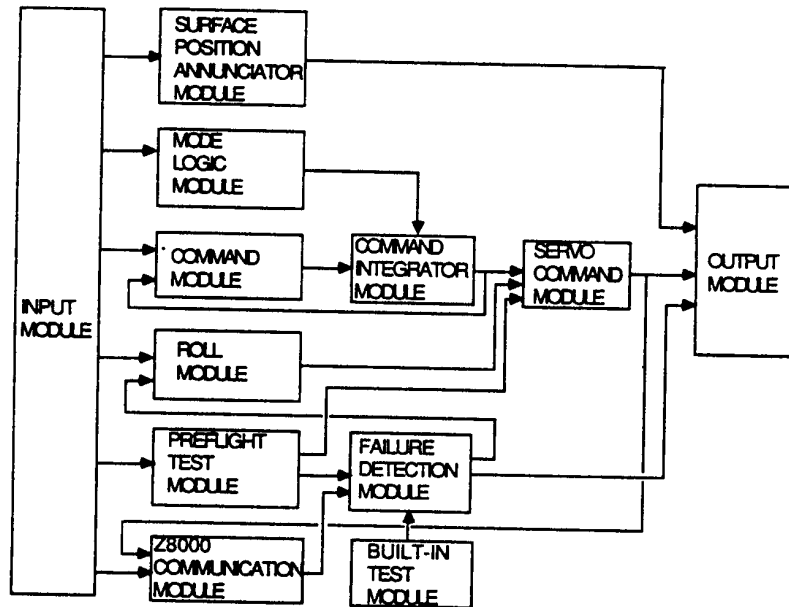 SURFACE
POSITION
ANNUNCIATOR
MODULE
MODE
LOGIC
MODULE
COMMAND
MODULE
COMMAND
INTEGRATOR
MODULE
SERVO
COMMAND
MODULE
OUTPUT
MODULE
INPUT
MODULE
ROLL
MODULE
PREFLIGHT
TEST
MODULE
FAILURE
DETECTION
MODULE
Z8000
COMMUNICATION
MODULE
BUILT-IN
TEST
MODULE